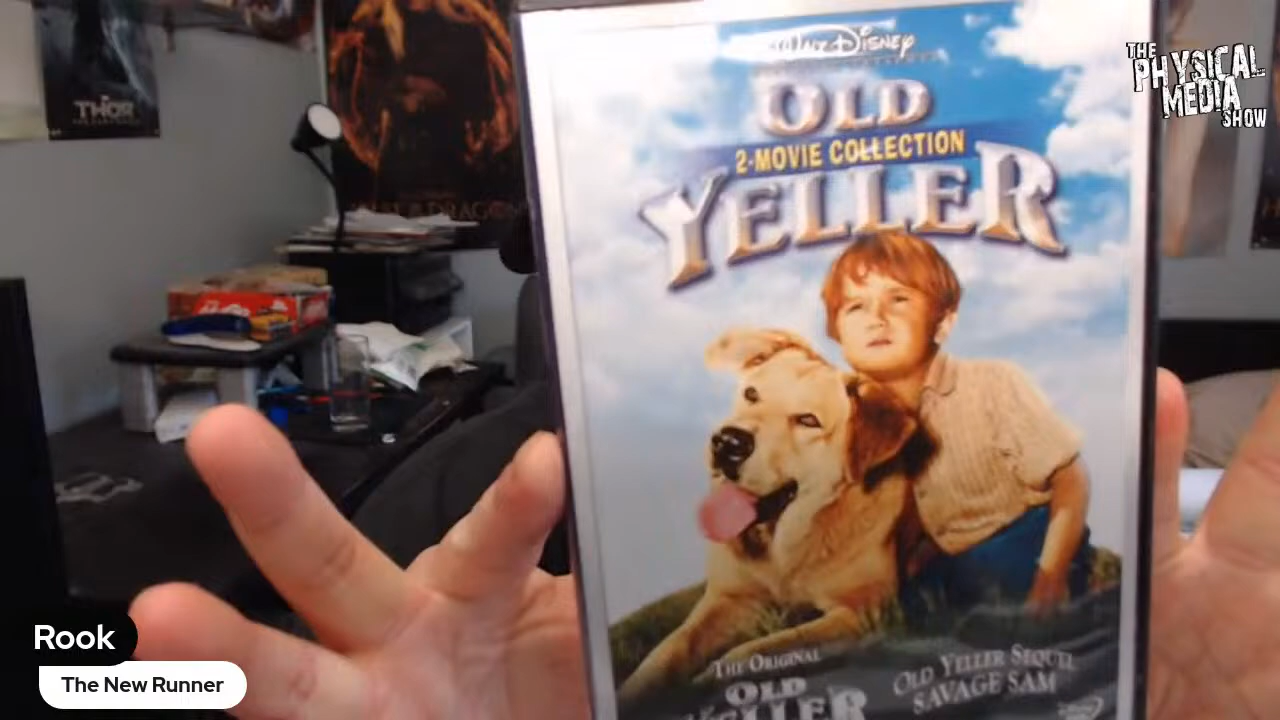 THE
PHYSICAL
MEDIA
SHOW
THOR
WALT DISNEY
OLD
2-MOVIE COLLECTION
YELLER
THE ORIGINAL
OLD
YELLER
OLD YELLER SEQUEL
SAVAGE SAM
Rook
The New Runner